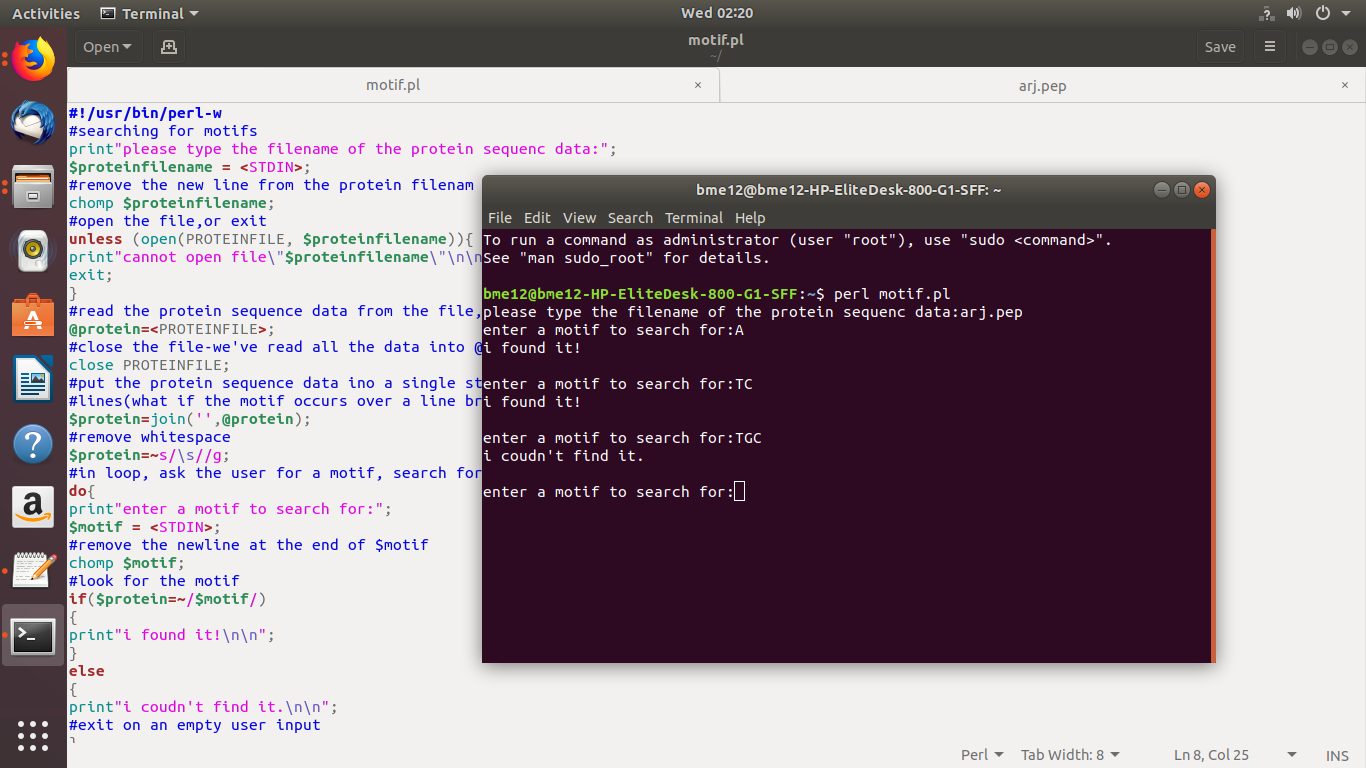 Activities Terminal Wed 02:20
Open motif.pl Save
~/
motif.pl × arj.pep ×
#!/usr/bin/perl-w
#searching for motifs
print"please type the filename of the protein sequenc data:";
$proteinfilename = <STDIN>;
#remove the new line from the protein filenam
chomp $proteinfilename;
#open the file,or exit
unless (open(PROTEINFILE, $proteinfilename)){
print"cannot open file\"$proteinfilename\"\n\n
exit;
}
#read the protein sequence data from the file,
@protein=<PROTEINFILE>;
#close the file-we've read all the data into @
close PROTEINFILE;
#put the protein sequence data ino a single st
#lines(what if the motif occurs over a line br
$protein=join('',@protein);
#remove whitespace
$protein=~s/\s//g;
#in loop, ask the user for a motif, search for
do{
print"enter a motif to search for:";
$motif = <STDIN>;
#remove the newline at the end of $motif
chomp $motif;
#look for the motif
if($protein=~/$motif/)
{
print"i found it!\n\n";
}
else
{
print"i coudn't find it.\n\n";
#exit on an empty user input
}
bme12@bme12-HP-EliteDesk-800-G1-SFF: ~
File Edit View Search Terminal Help
To run a command as administrator (user "root"), use "sudo <command>".
See "man sudo_root" for details.
bme12@bme12-HP-EliteDesk-800-G1-SFF:~$ perl motif.pl
please type the filename of the protein sequenc data:arj.pep
enter a motif to search for:A
i found it!
enter a motif to search for:TC
i found it!
enter a motif to search for:TGC
i coudn't find it.
enter a motif to search for:
Perl Tab Width: 8 Ln 8, Col 25 INS